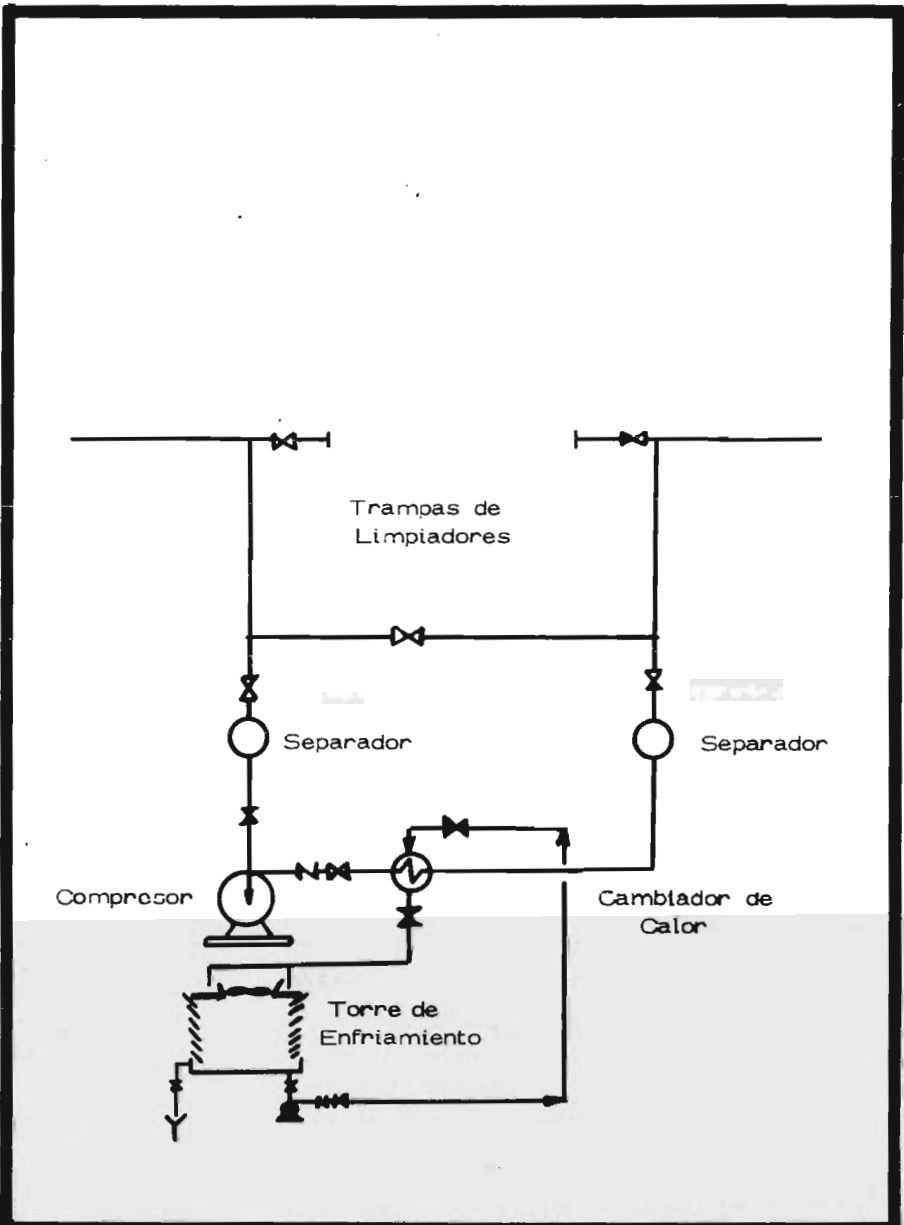 Trampas de
Limpiadores
Separador
Separador
Compresor
Cambiador de
Calor
Torre de
Enfriamiento